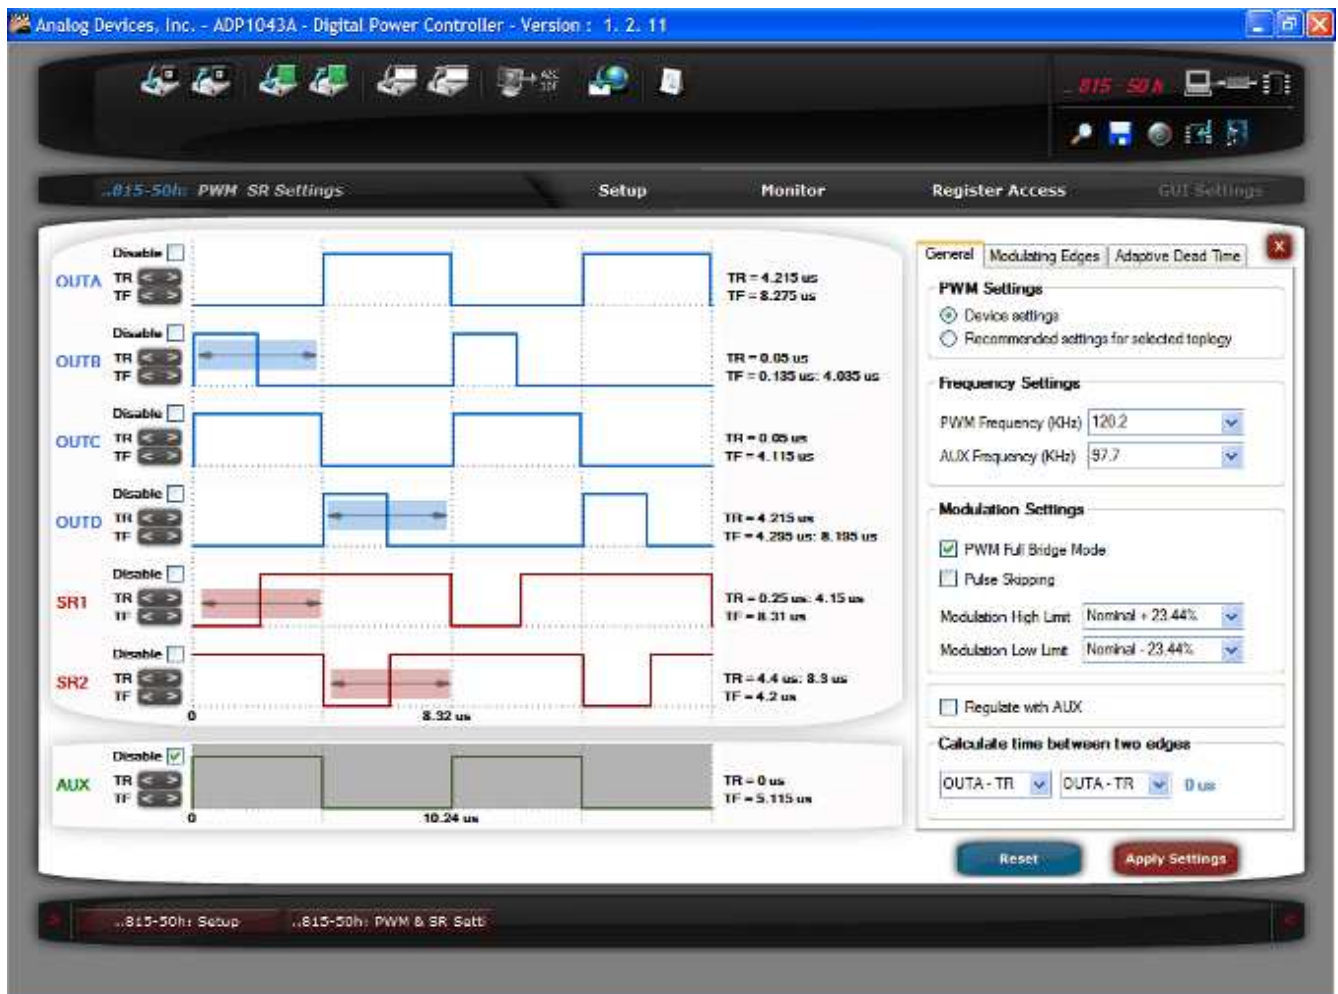 Analog Devices, Inc. - ADP1043A - Digital Power Controller - Version : 1. 2. 11
..815-50h
..815-50h: PWM SR Settings
Setup
Monitor
Register Access
GUI Settings
OUTA
Disable
TR
TF
TR = 4.215 us
TF = 8.275 us
OUTB
Disable
TR
TF
TR = 0.05 us
TF = 0.135 us: 4.035 us
OUTC
Disable
TR
TF
TR = 0.05 us
TF = 4.115 us
OUTD
Disable
TR
TF
TR = 4.215 us
TF = 4.295 us: 8.195 us
SR1
Disable
TR
TF
TR = 0.25 us: 4.15 us
TF = 8.31 us
SR2
Disable
TR
TF
TR = 4.4 us: 8.3 us
TF = 4.2 us
0
8.32 us
AUX
Disable
TR
TF
TR = 0 us
TF = 5.115 us
0
10.24 us
General
Modulating Edges
Adaptive Dead Time
PWM Settings
Device settings
Recommended settings for selected toplogy
Frequency Settings
PWM Frequency (KHz) 120.2
AUX Frequency (KHz) 97.7
Modulation Settings
PWM Full Bridge Mode
Pulse Skipping
Modulation High Limit Nominal + 23.44%
Modulation Low Limit Nominal - 23.44%
Regulate with AUX
Calculate time between two edges
OUTA - TR OUTA - TR 0 us
Reset
Apply Settings
..815-50h: Setup
..815-50h: PWM & SR Setti